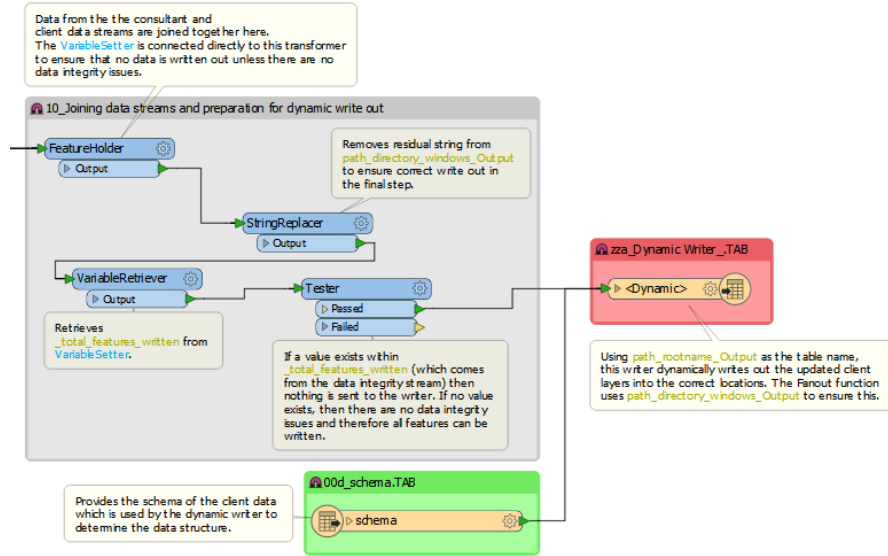 Data from the the consultant and
client data streams are joined together here.
The VariableSetter is connected directly to this transformer
to ensure that no data is written out unless there are no
data integrity issues.
10_Joining data streams and preparation for dynamic write out
FeatureHolder
Output
Removes residual string from
path_directory_windows_Output
to ensure correct write out in
the final step.
StringReplacer
Output
VariableRetriever
Output
Tester
Passed
Failed
Retrieves
_total_features_written from
VariableSetter.
If a value exists within
_total_features_written (which comes
from the data integrity stream) then
nothing is sent to the writer. If no value
exists, then there are no data integrity
issues and therefore all features can be
written.
zza_Dynamic Writer_.TAB
<Dynamic>
Using path_rootname_Output as the table name,
this writer dynamically writes out the updated client
layers into the correct locations. The Fanout function
uses path_directory_windows_Output to ensure this.
00d_schema.TAB
schema
Provides the schema of the client data
which is used by the dynamic writer to
determine the data structure.